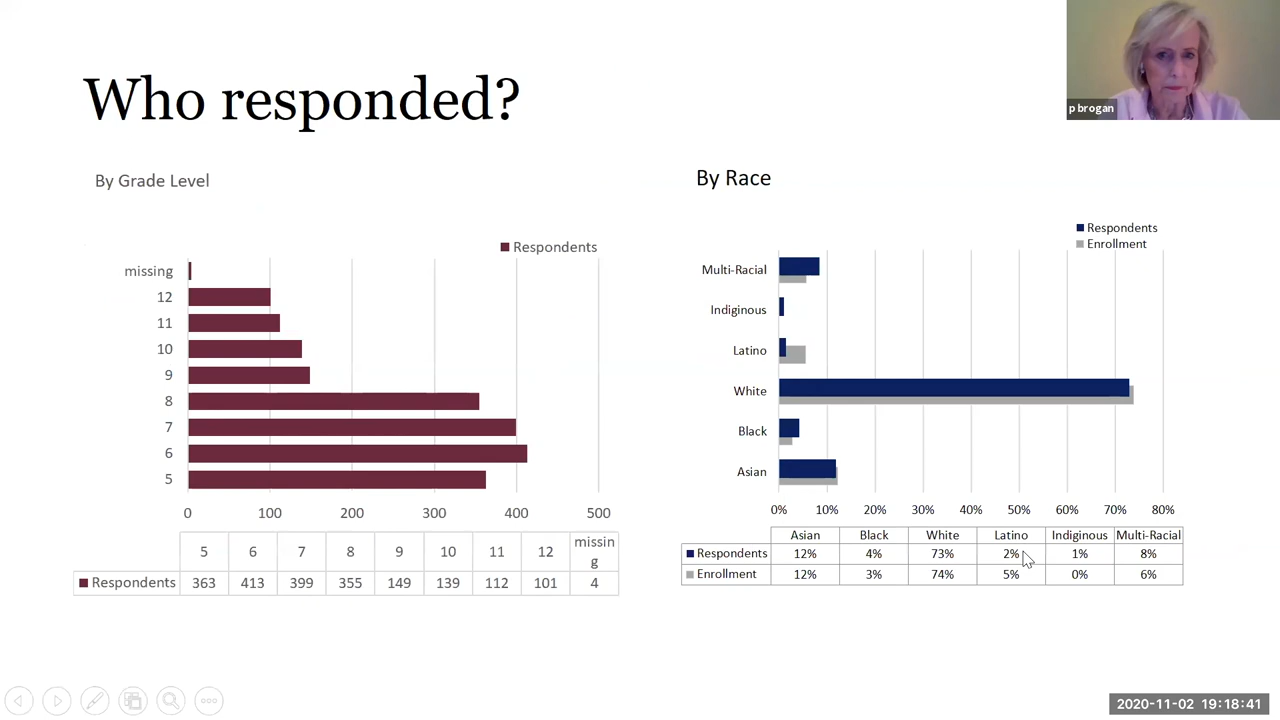 Who responded?
p brogan
By Grade Level
Respondents
missing
12
11
10
9
8
7
6
5
0 100 200 300 400 500
5 6 7 8 9 10 11 12 missin
g
Respondents 363 413 399 355 149 139 112 101 4
By Race
Respondents
Enrollment
Multi-Racial
Indiginous
Latino
White
Black
Asian
0% 10% 20% 30% 40% 50% 60% 70% 80%
Asian Black White Latino Indiginous Multi-Racial
Respondents 12% 4% 73% 2% 1% 8%
Enrollment 12% 3% 74% 5% 0% 6%
2020-11-02 19:18:41